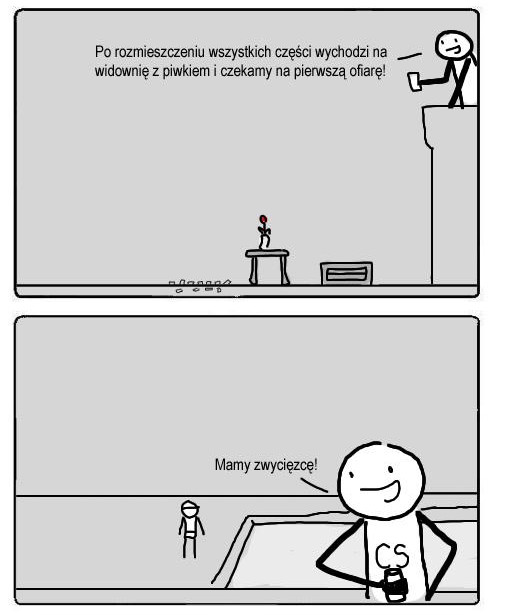 Po rozmieszczeniu wszystkich części wychodzi na
widownię z piwkiem i czekamy na pierwszą ofiarę!
Mamy zwycięzcę!
CS